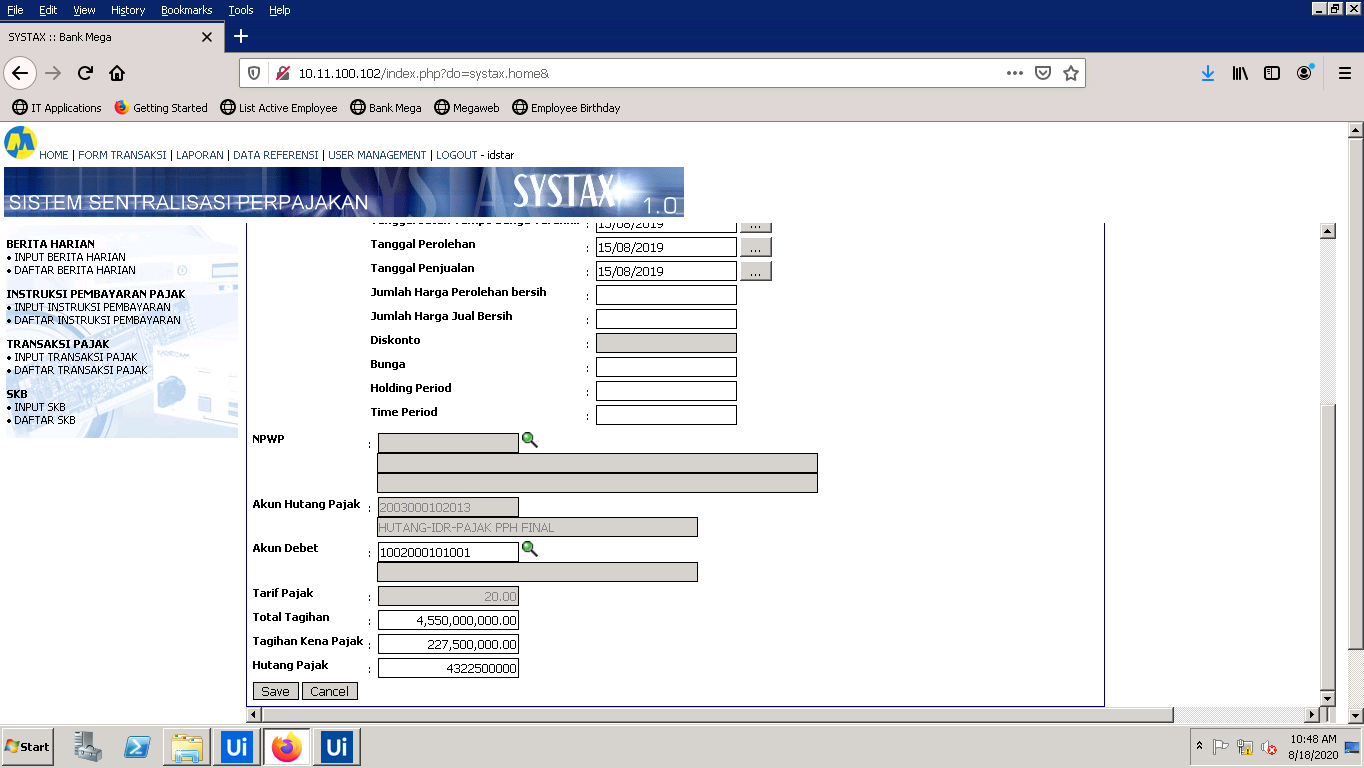 File Edit View History Bookmarks Tools Help
SYSTAX :: Bank Mega
10.11.100.102/index.php?do=systax.home&
IT Applications Getting Started List Active Employee Bank Mega Megaweb Employee Birthday
HOME | FORM TRANSAKSI | LAPORAN | DATA REFERENSI | USER MANAGEMENT | LOGOUT - idstar
SISTEM SENTRALISASI PERPAJAKAN SYSTAX 1.0
BERITA HARIAN
• INPUT BERITA HARIAN
• DAFTAR BERITA HARIAN
INSTRUKSI PEMBAYARAN PAJAK
• INPUT INSTRUKSI PEMBAYARAN
• DAFTAR INSTRUKSI PEMBAYARAN
TRANSAKSI PAJAK
• INPUT TRANSAKSI PAJAK
• DAFTAR TRANSAKSI PAJAK
SKB
• INPUT SKB
• DAFTAR SKB
: 15/08/2019 ...
Tanggal Perolehan : 15/08/2019 ...
Tanggal Penjualan : 15/08/2019 ...
Jumlah Harga Perolehan bersih :
Jumlah Harga Jual Bersih :
Diskonto :
Bunga :
Holding Period :
Time Period :
NPWP :
Akun Hutang Pajak : 2003000102013
HUTANG-IDR-PAJAK PPH FINAL
Akun Debet : 1002000101001
Tarif Pajak : 20.00
Total Tagihan : 4,550,000,000.00
Tagihan Kena Pajak : 227,500,000.00
Hutang Pajak : 4322500000
Save Cancel
Start Ui Ui 10:48 AM
8/18/2020